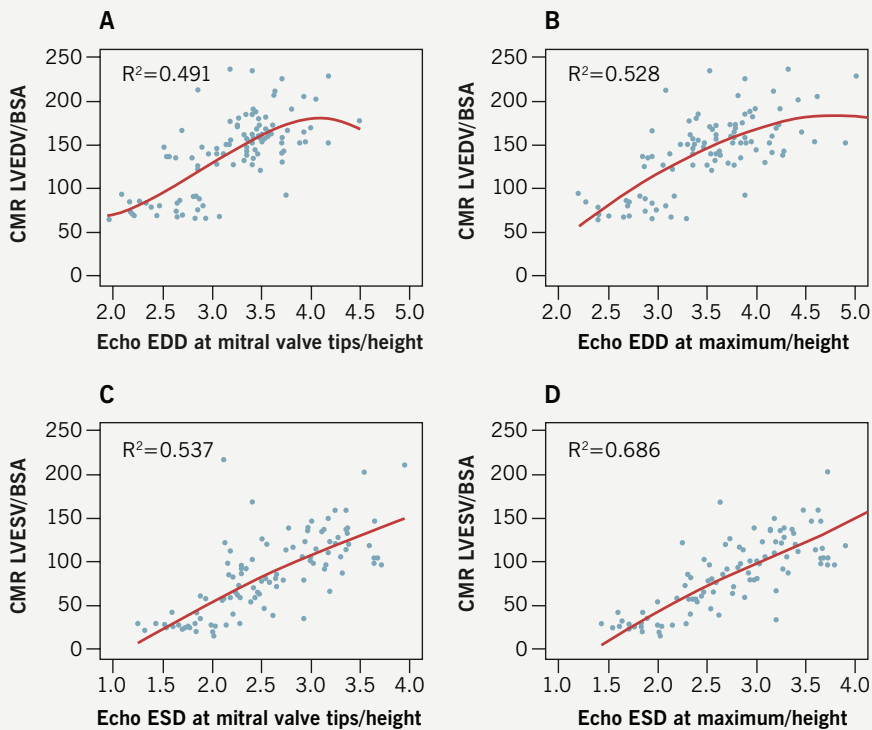 A
R²=0.491
CMR LVEDV/BSA
250
200
150
100
50
0
2.0 2.5 3.0 3.5 4.0 4.5 5.0
Echo EDD at mitral valve tips/height
B
R²=0.528
CMR LVEDV/BSA
250
200
150
100
50
0
2.0 2.5 3.0 3.5 4.0 4.5 5.0
Echo EDD at maximum/height
C
R²=0.537
CMR LVESV/BSA
250
200
150
100
50
0
1.0 1.5 2.0 2.5 3.0 3.5 4.0
Echo ESD at mitral valve tips/height
D
R²=0.686
CMR LVESV/BSA
250
200
150
100
50
0
1.0 1.5 2.0 2.5 3.0 3.5 4.0
Echo ESD at maximum/height